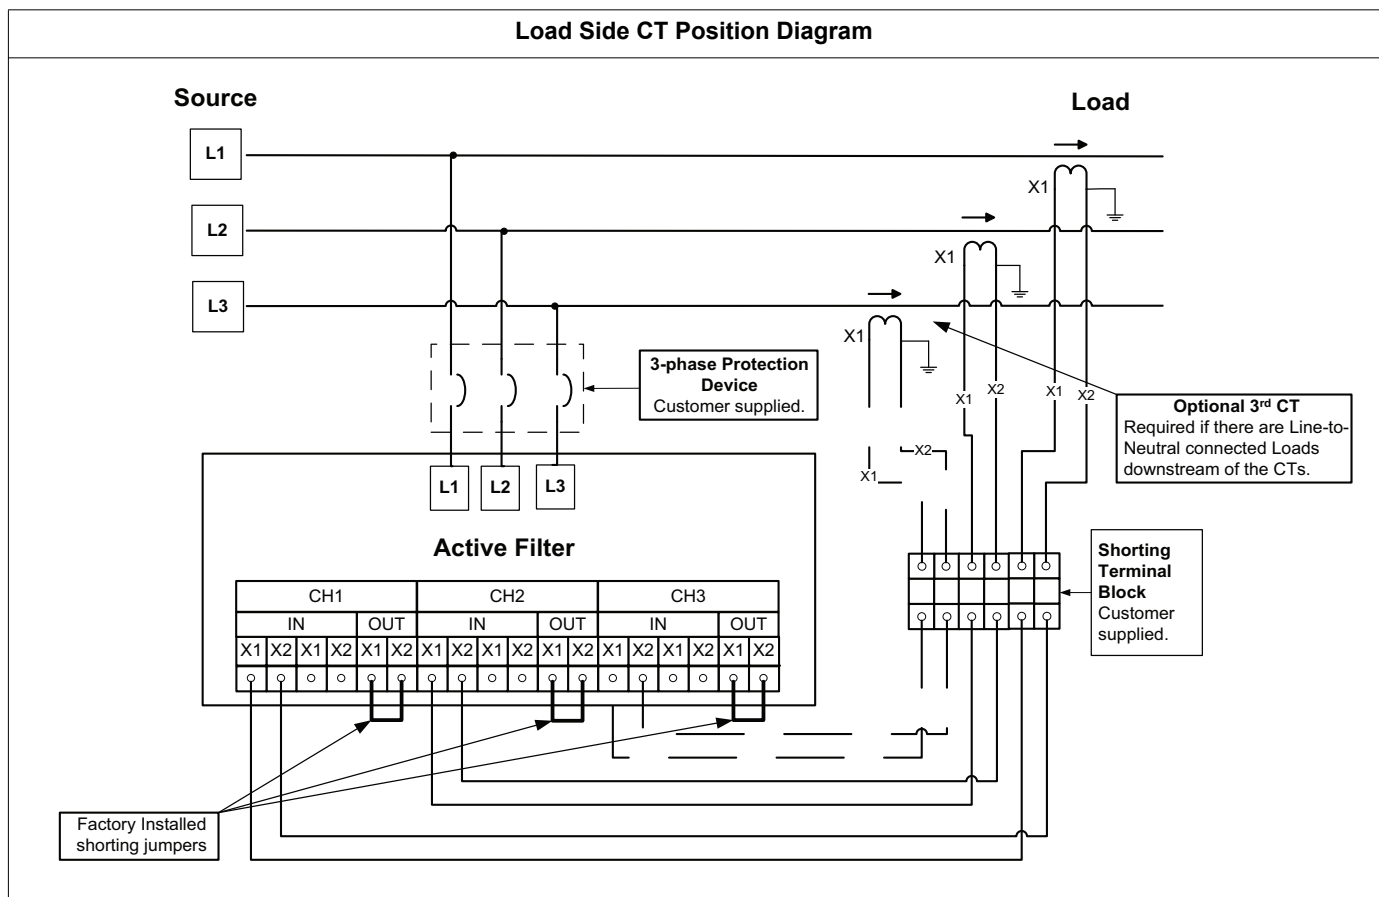 Load Side CT Position Diagram
Source
Load
L1
X1
L2
X1
L3
X1
3-phase Protection
Device
Customer supplied.
X1
X2
X1
X2
Optional 3rd CT
Required if there are Line-to-
Neutral connected Loads
downstream of the CTs.
X2
X1
L1
L2
L3
Active Filter
Shorting
Terminal
Block
Customer
supplied.
CH1
CH2
CH3
IN
OUT
IN
OUT
IN
OUT
X1 X2 X1 X2 X1 X2 X1 X2 X1 X2 X1 X2 X1 X2 X1 X2 X1 X2
Factory Installed
shorting jumpers